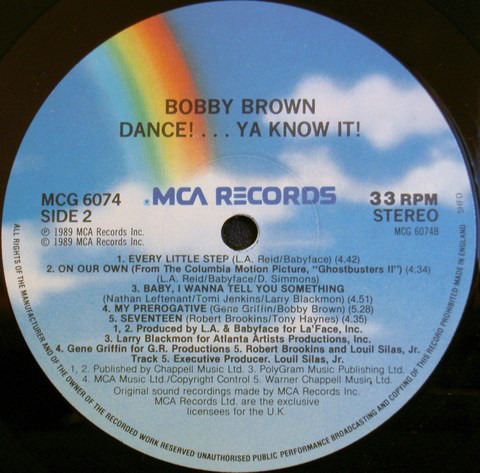 BOBBY BROWN
DANCE! . . . YA KNOW IT!
MCG 6074
SIDE 2
℗ 1989 MCA Records Inc.
© 1989 MCA Records Inc.
MCA RECORDS
33 RPM
STEREO
MCG 6074B
1. EVERY LITTLE STEP (L.A. Reid/Babyface) (4.42)
2. ON OUR OWN (From The Columbia Motion Picture, "Ghostbusters II") (4:34)
(L.A. Reid/Babyface/D. Simmons)
3. BABY, I WANNA TELL YOU SOMETHING
(Nathan Leftenant/Tomi Jenkins/Larry Blackmon) (4.51)
4. MY PREROGATIVE (Gene Griffin/Bobby Brown) (5.28)
5. SEVENTEEN (Robert Brookins/Tony Haynes) (4.35)
1, 2. Produced by L.A. & Babyface for La'Face, Inc.
3. Larry Blackmon for Atlanta Artists Productions, Inc.
4. Gene Griffin for G.R. Productions 5. Robert Brookins and Louil Silas, Jr.
Track 5. Executive Producer. Louil Silas, Jr.
1, 2. Published by Chappell Music Ltd. 3. PolyGram Music Publishing Ltd.
4. MCA Music Ltd./Copyright Control 5. Warner Chappell Music Ltd.
Original sound recordings made by MCA Records Inc.
MCA Records Ltd. are the exclusive
licensees for the U.K.
ALL RIGHTS OF THE MANUFACTURER AND OF THE OWNER OF THE RECORDED WORK RESERVED UNAUTHORISED PUBLIC PERFORMANCE BROADCASTING AND COPYING OF THIS RECORD PROHIBITED MADE IN ENGLAND